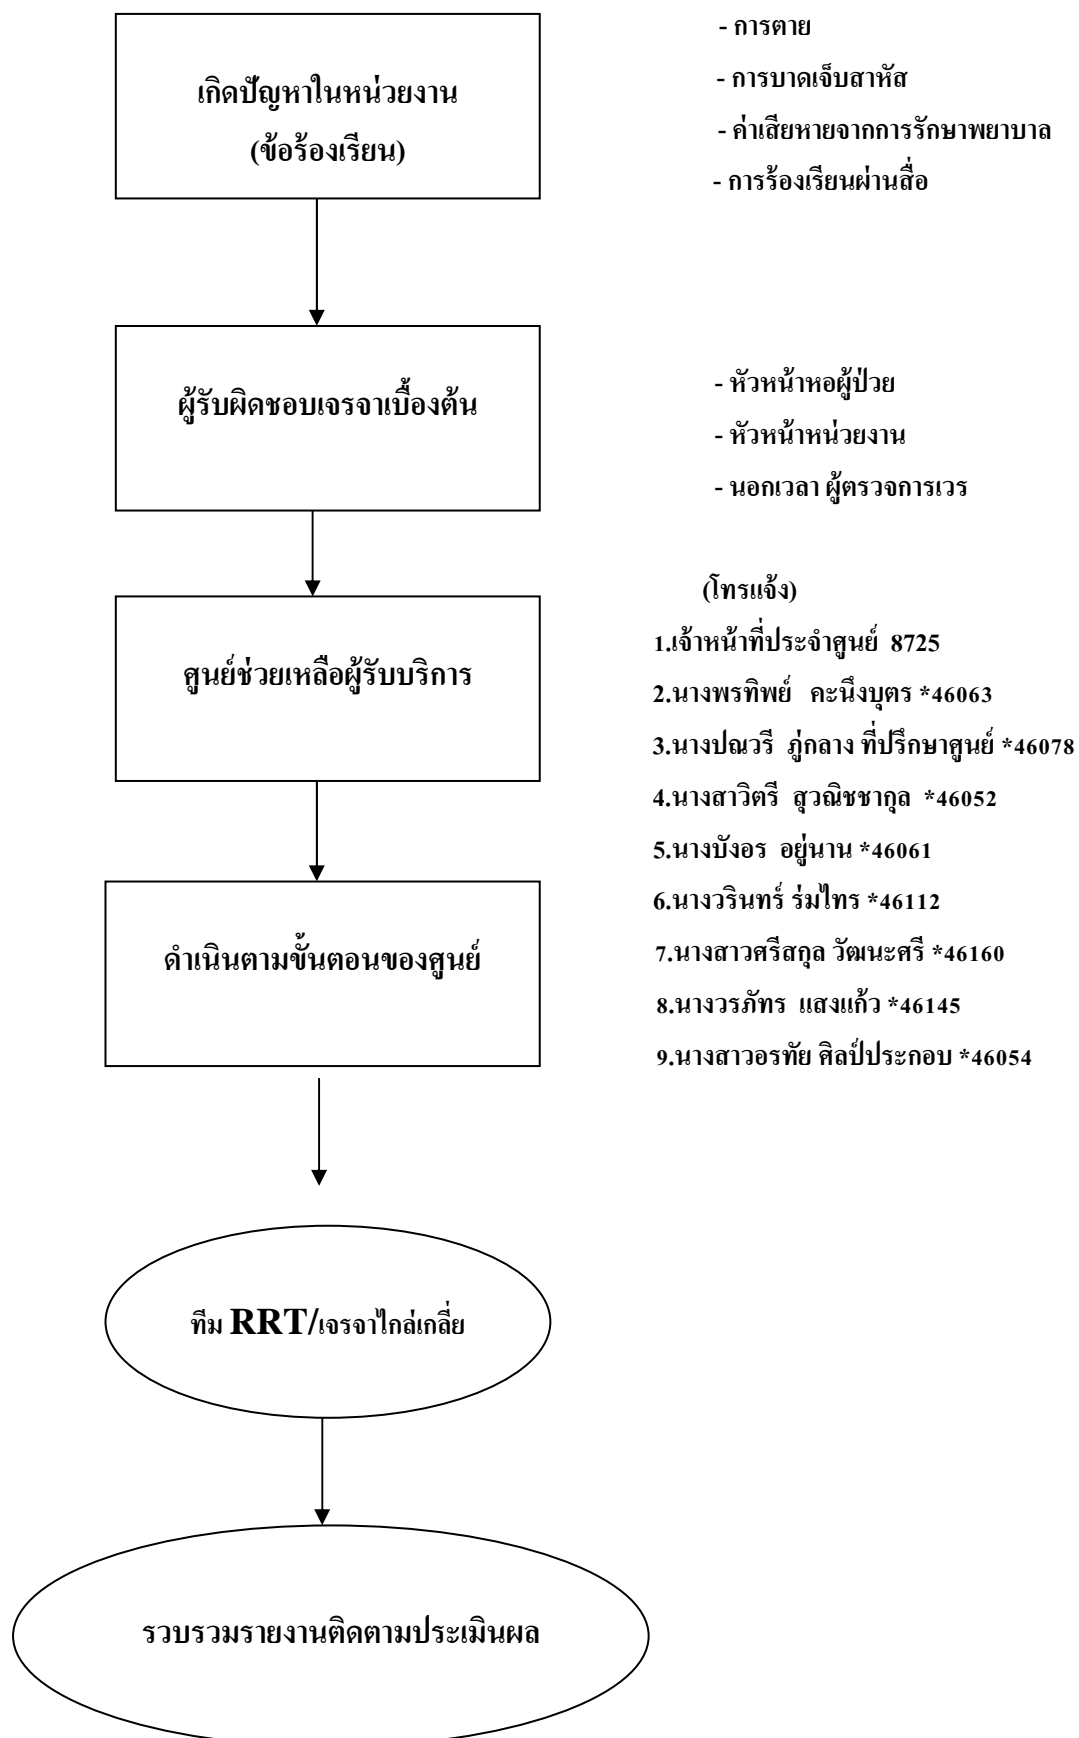 เกิดปัญหาในหน่วยงาน
(ข้อร้องเรียน)
- การตาย
- การบาดเจ็บสาหัส
- ค่าเสียหายจากการรักษาพยาบาล
- การร้องเรียนผ่านสื่อ
ผู้รับผิดชอบเจรจาเบื้องต้น
- หัวหน้าหอผู้ป่วย
- หัวหน้าหน่วยงาน
- นอกเวลา ผู้ตรวจการเวร
ศูนย์ช่วยเหลือผู้รับบริการ
(โทรแจ้ง)
1.เจ้าหน้าที่ประจำศูนย์ 8725
2.นางพรทิพย์ คะนึงบุตร *46063
3.นางปณวรี ภู่กลาง ที่ปรึกษาศูนย์ *46078
4.นางสาวิตรี สุวณิชชากุล *46052
5.นางบังอร อยู่นาน *46061
6.นางวรินทร์ ร่มไทร *46112
7.นางสาวศรีสกุล วัฒนะศรี *46160
8.นางวรภัทร แสงแก้ว *46145
9.นางสาวอรทัย ศิลป์ประกอบ *46054
ดำเนินตามขั้นตอนของศูนย์
ทีม RRT/เจรจาไกล่เกลี่ย
รวบรวมรายงานติดตามประเมินผล